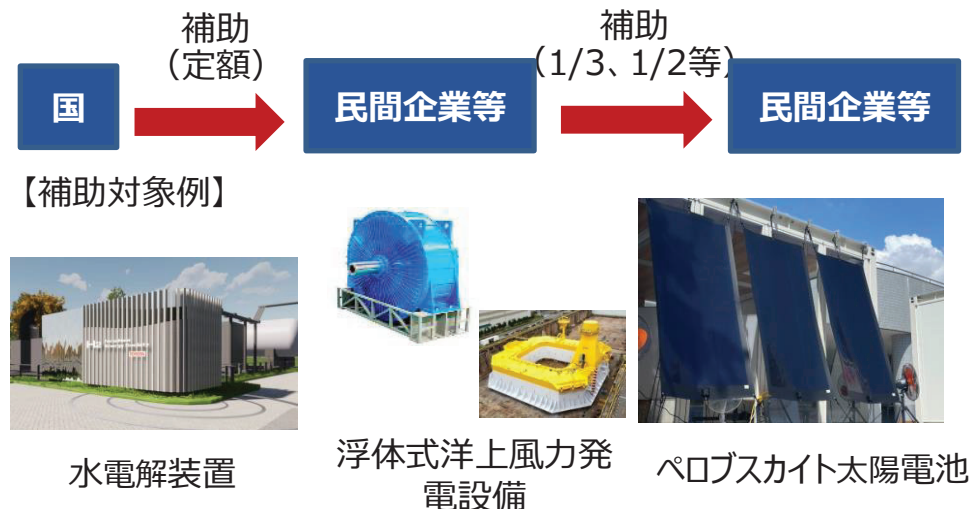 補助
（定額）
補助
（1/3、1/2等）
国
民間企業等
民間企業等
【補助対象例】
水電解装置
浮体式洋上風力発
電設備
ペロブスカイト太陽電池